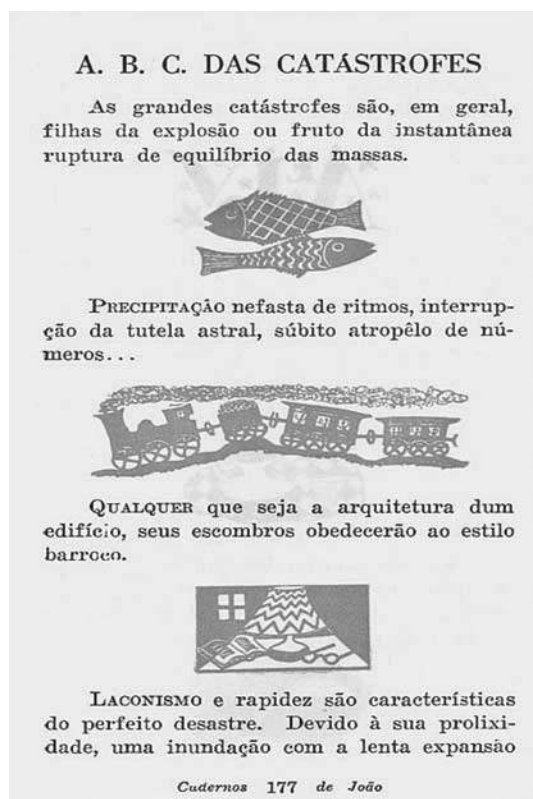 A. B. C. DAS CATÁSTROFES
As grandes catástrofes são, em geral,
filhas da explosão ou fruto da instantânea
ruptura de equilíbrio das massas.
PRECIPITAÇÃO nefasta de ritmos, interrup-
ção da tutela astral, súbito atropêlo de nú-
meros...
QUALQUER que seja a arquitetura dum
edifício, seus escombros obedecerão ao estilo
barroco.
LACONISMO e rapidez são características
do perfeito desastre. Devido à sua prolixi-
dade, uma inundação com a lenta expansão
Cadernos 177 de João